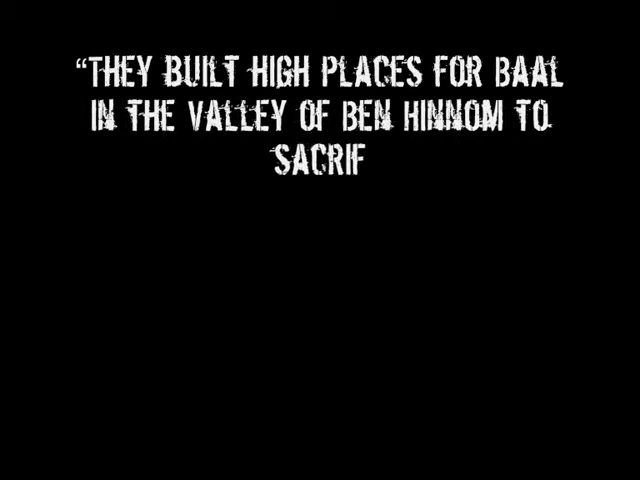 “THEY BUILT HIGH PLACES FOR BAAL
IN THE VALLEY OF BEN HINNOM TO
SACRIF